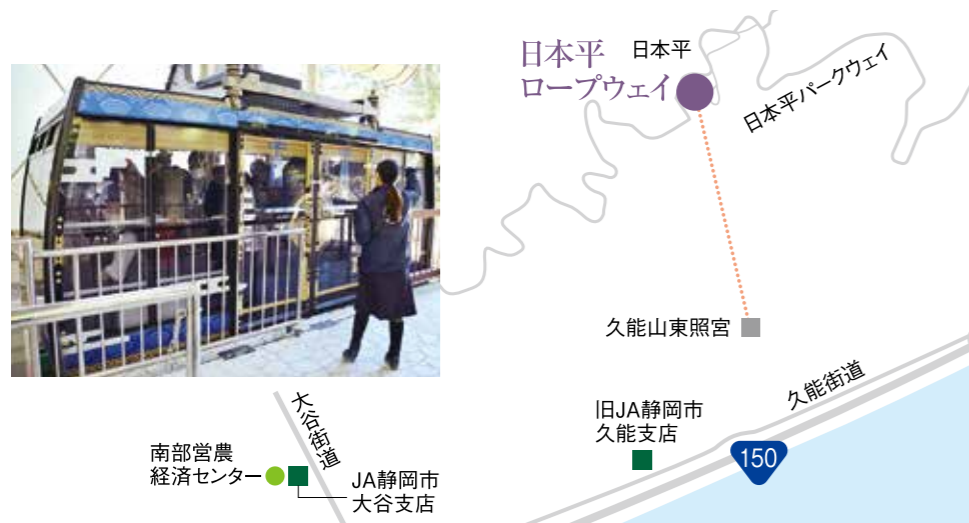 日本平
ロープウェイ
日本平
日本平パークウェイ
久能山東照宮
久能街道
旧JA静岡市
久能支店
150
大谷街道
南部営農
経済センター
JA静岡市
大谷支店